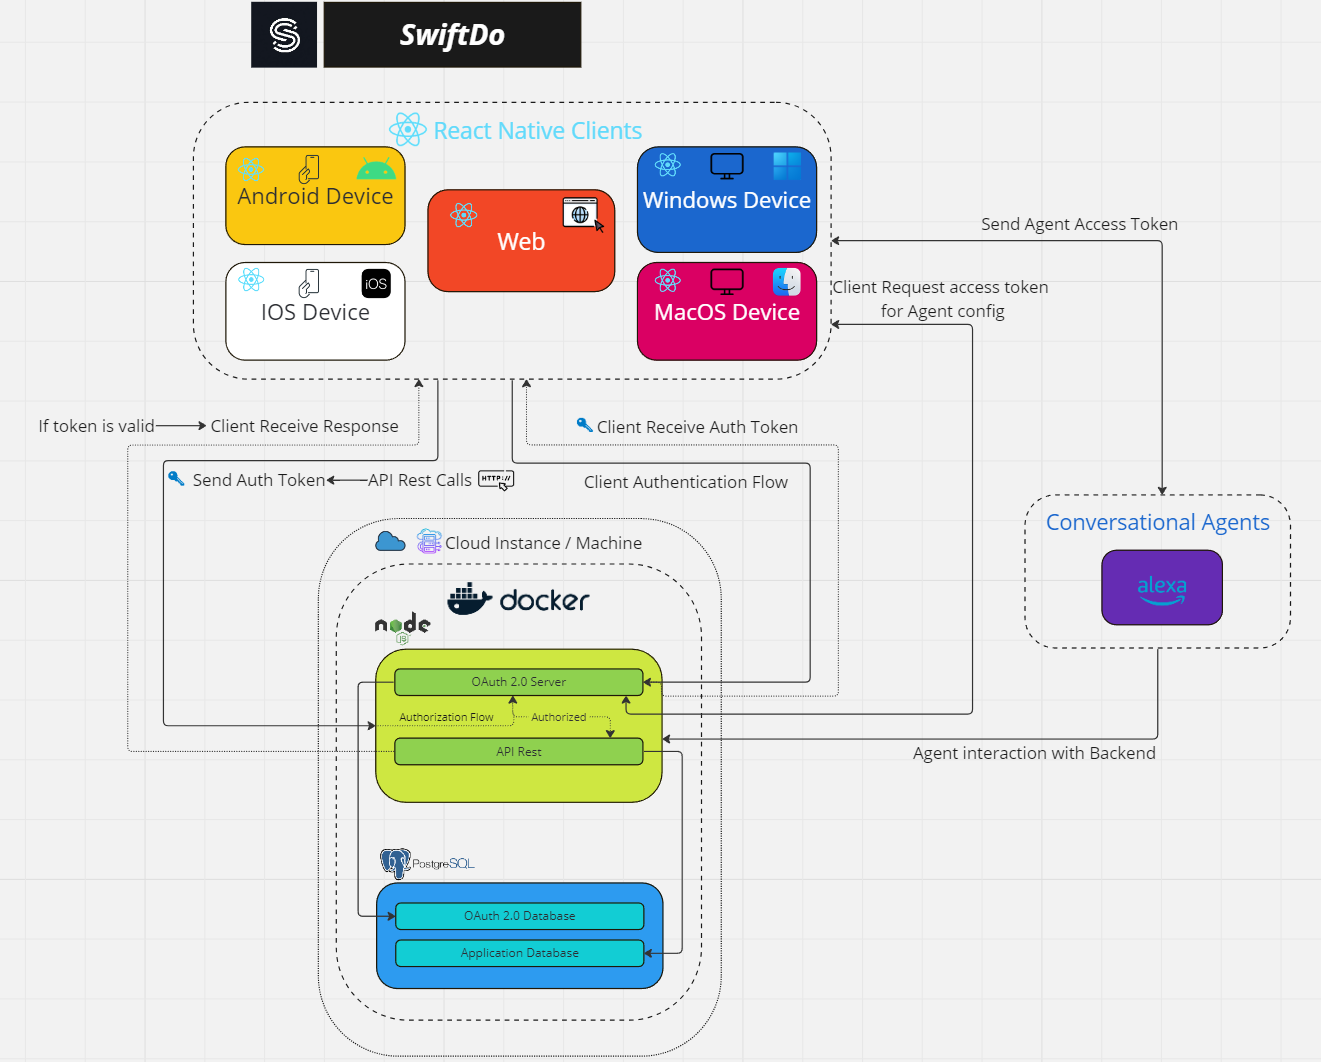 SwiftDo
React Native Clients
Android Device
Web
Windows Device
IOS Device
iOS
MacOS Device
Send Agent Access Token
Client Request access token
for Agent config
If token is valid
Client Receive Response
Client Receive Auth Token
Send Auth Token
API Rest Calls
HTTP://
Client Authentication Flow
Conversational Agents
alexa
Cloud Instance / Machine
docker
node
JS
OAuth 2.0 Server
Authorization Flow
Authorized
API Rest
Agent interaction with Backend
PostgreSQL
OAuth 2.0 Database
Application Database